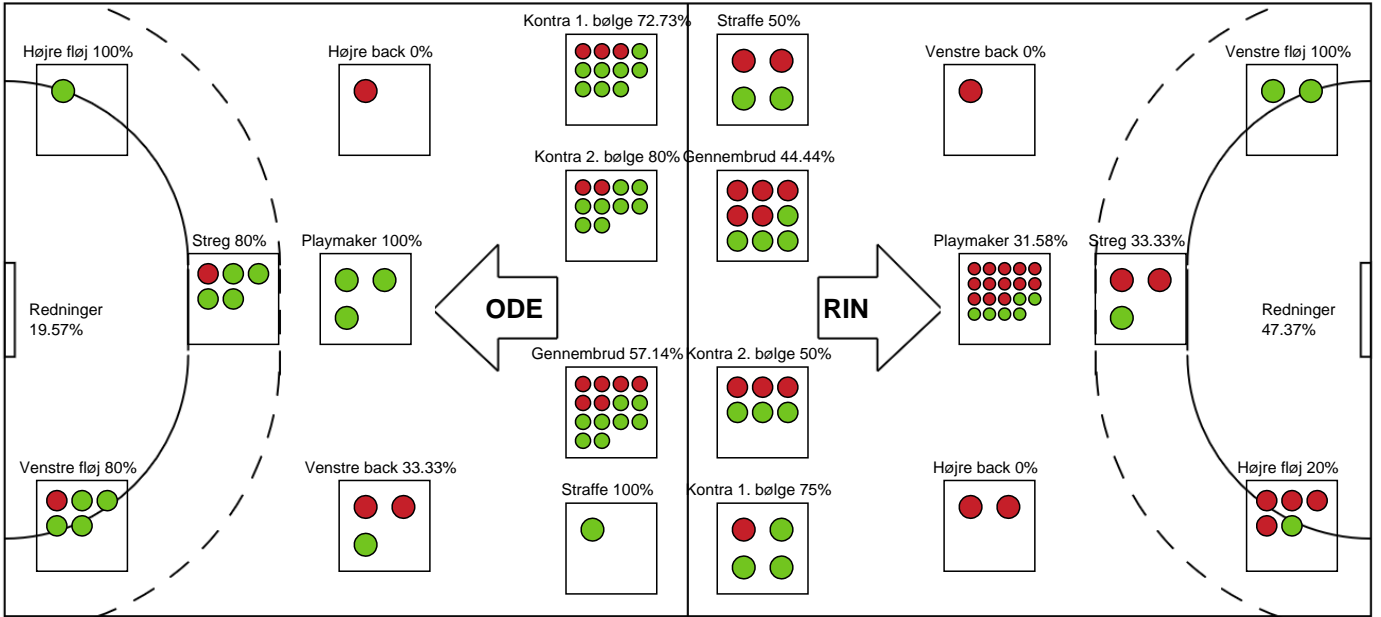 Kontra 1. bølge 72.73%
Straffe 50%
Højre fløj 100%
Højre back 0%
Venstre back 0%
Venstre fløj 100%
Kontra 2. bølge 80%
Gennembrud 44.44%
Streg 80%
Playmaker 100%
Playmaker 31.58%
Streg 33.33%
Redninger
19.57%
ODE
RIN
Redninger
47.37%
Gennembrud 57.14%
Kontra 2. bølge 50%
Venstre fløj 80%
Venstre back 33.33%
Straffe 100%
Kontra 1. bølge 75%
Højre back 0%
Højre fløj 20%